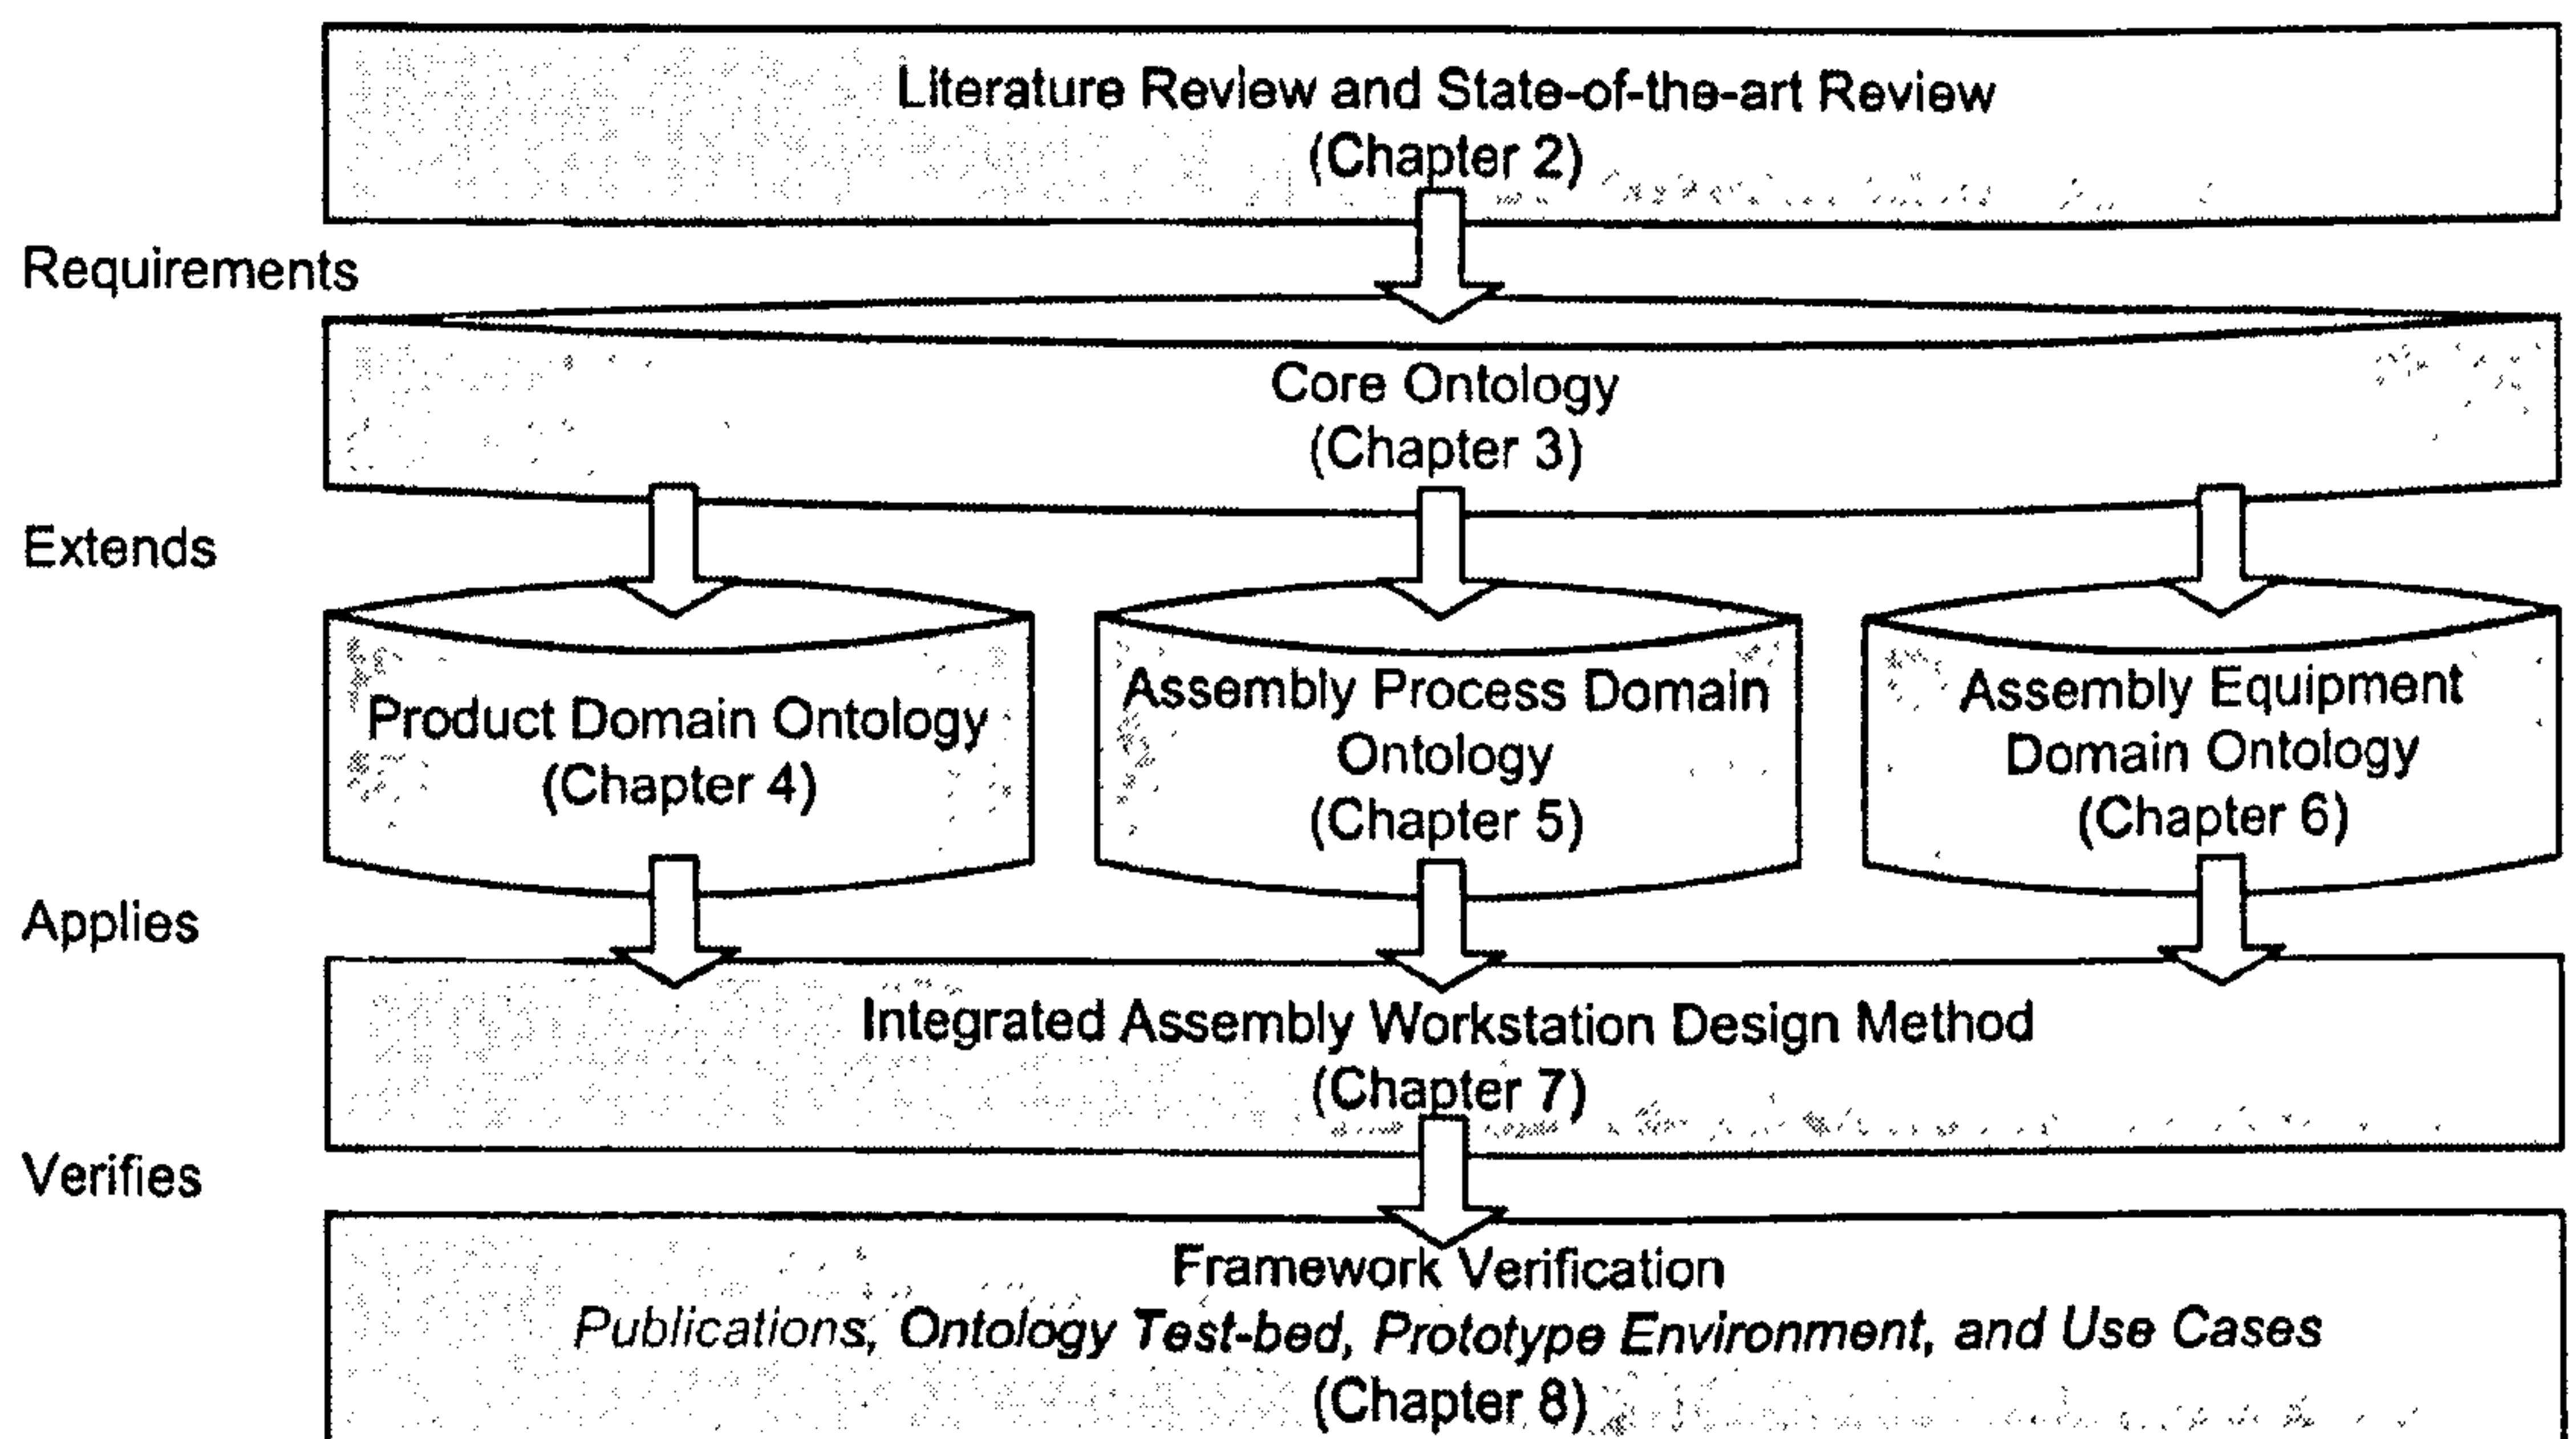 Literature Review and State-of-the-art Review
(Chapter 2)
Requirements
Core Ontology
(Chapter 3)
Extends
Product Domain Ontology
(Chapter 4)
Assembly Process Domain
Ontology
(Chapter 5)
Assembly Equipment
Domain Ontology
(Chapter 6)
Applies
Integrated Assembly Workstation Design Method
(Chapter 7)
Verifies
Framework Verification
Publications, Ontology Test-bed, Prototype Environment, and Use Cases
(Chapter 8)